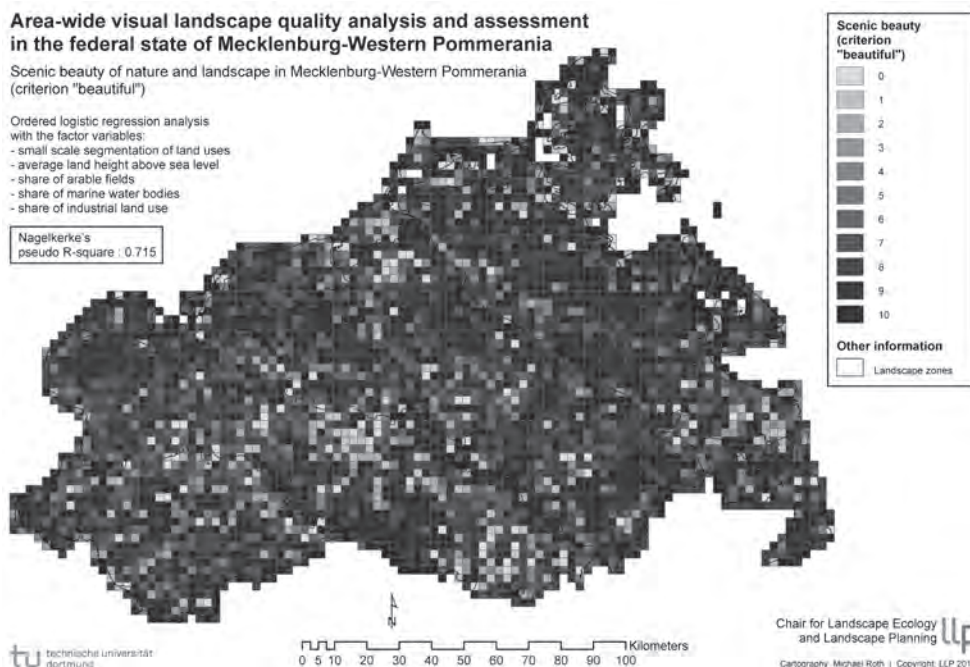 Area-wide visual landscape quality analysis and assessment
in the federal state of Mecklenburg-Western Pommerania
Scenic beauty of nature and landscape in Mecklenburg-Western Pommerania
(criterion "beautiful")
Ordered logistic regression analysis
with the factor variables:
- small scale segmentation of land uses
- average land height above sea level
- share of arable fields
- share of marine water bodies
- share of industrial land use
Nagelkerke's
pseudo R-square : 0.715
Scenic beauty
(criterion
"beautiful")
0
1
2
3
4
5
6
7
8
9
10
Other information
Landscape zones
N
Kilometers
0 5 10 20 30 40 50 60 70 80 90 100
tu technische universität
dortmund
Chair for Landscape Ecology
and Landscape Planning
llp
Cartography: Michael Roth | Copyright: LLP